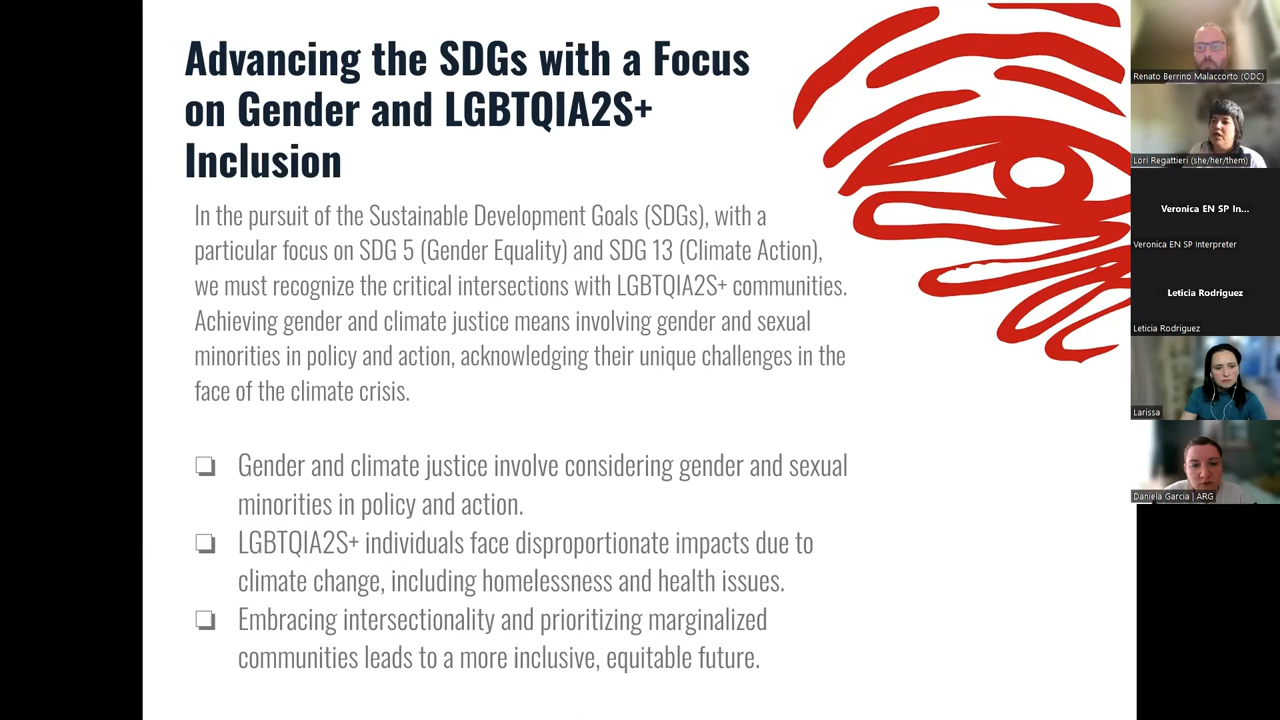 Advancing the SDGs with a Focus
on Gender and LGBTQIA2S+
Inclusion
In the pursuit of the Sustainable Development Goals (SDGs), with a
particular focus on SDG 5 (Gender Equality) and SDG 13 (Climate Action),
we must recognize the critical intersections with LGBTQIA2S+ communities.
Achieving gender and climate justice means involving gender and sexual
minorities in policy and action, acknowledging their unique challenges in the
face of the climate crisis.
❏ Gender and climate justice involve considering gender and sexual
minorities in policy and action.
❏ LGBTQIA2S+ individuals face disproportionate impacts due to
climate change, including homelessness and health issues.
❏ Embracing intersectionality and prioritizing marginalized
communities leads to a more inclusive, equitable future.
Renato Berrino Malaccorto (ODC)
Lori Regattieri (she/her/them)
Veronica EN SP In...
Veronica EN SP Interpreter
Leticia Rodriguez
Leticia Rodriguez
Larissa
Daniela Garcia | ARG